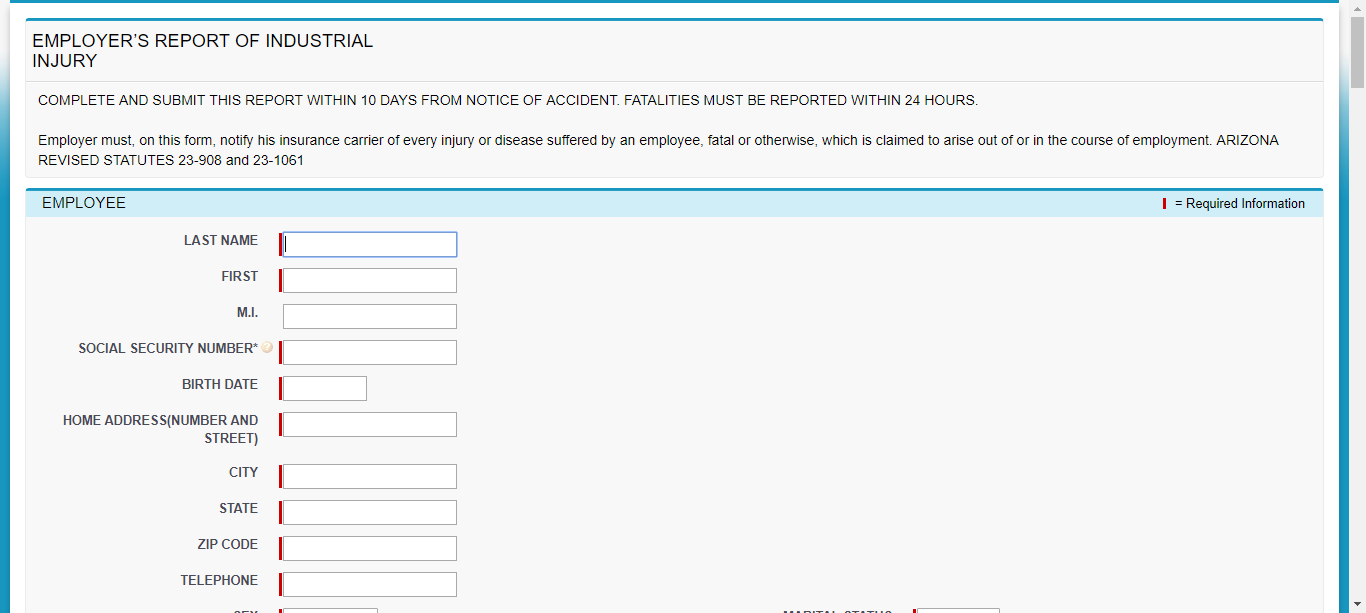 EMPLOYER'S REPORT OF INDUSTRIAL
INJURY
COMPLETE AND SUBMIT THIS REPORT WITHIN 10 DAYS FROM NOTICE OF ACCIDENT. FATALITIES MUST BE REPORTED WITHIN 24 HOURS.
Employer must, on this form, notify his insurance carrier of every injury or disease suffered by an employee, fatal or otherwise, which is claimed to arise out of or in the course of employment. ARIZONA
REVISED STATUTES 23-908 and 23-1061
EMPLOYEE
= Required Information
LAST NAME
FIRST
M.I.
SOCIAL SECURITY NUMBER*
BIRTH DATE
HOME ADDRESS(NUMBER AND
STREET)
CITY
STATE
ZIP CODE
TELEPHONE
SEX
MARITAL STATUS